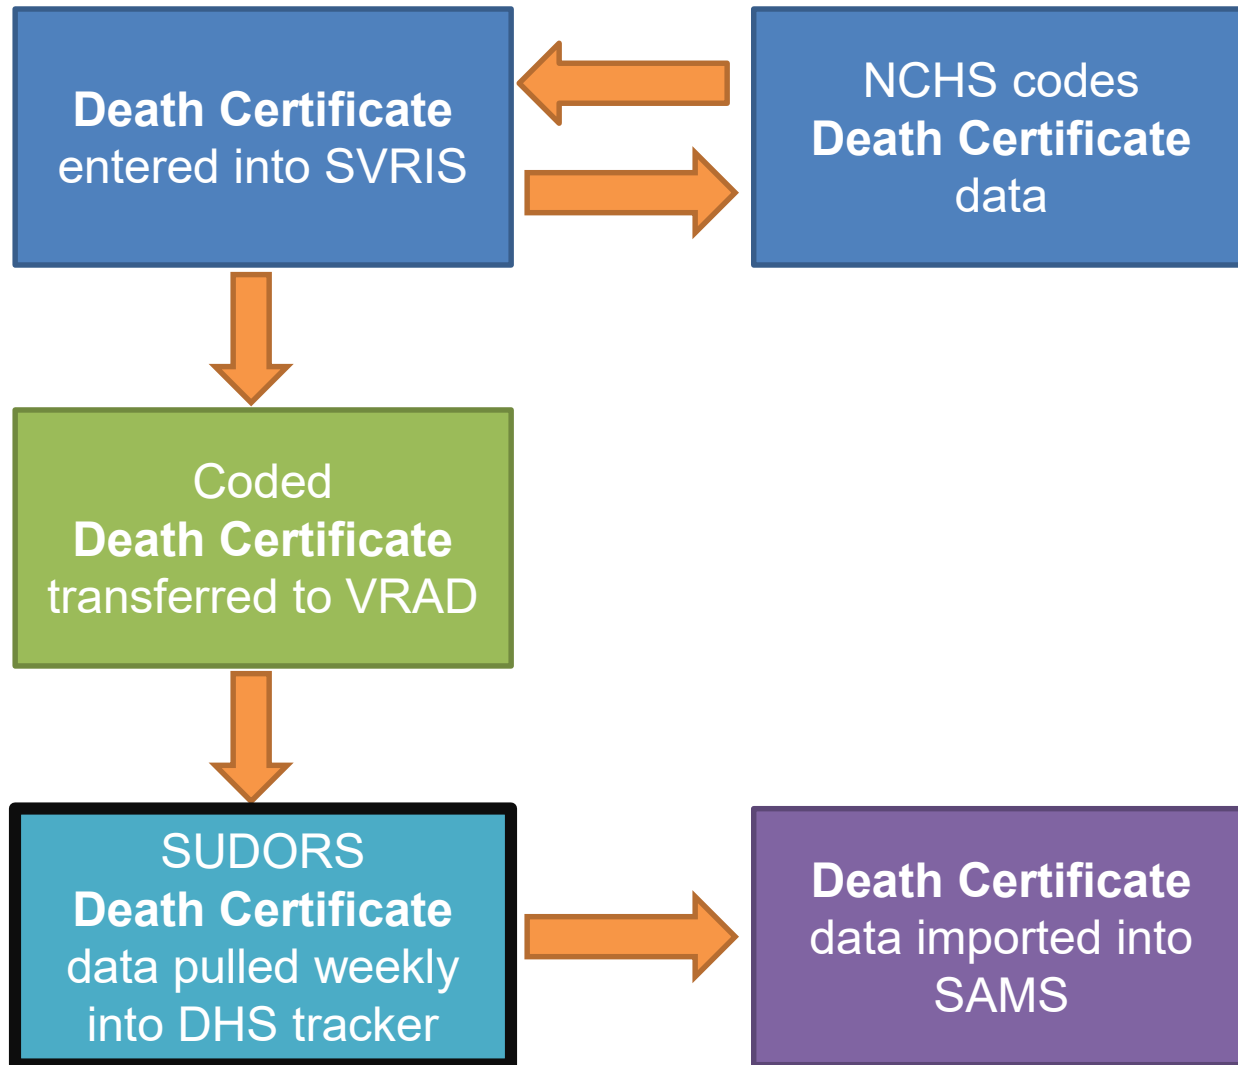 Death Certificate
entered into SVRIS
NCHS codes
Death Certificate
data
Coded
Death Certificate
transferred to VRAD
SUDORS
Death Certificate
data pulled weekly
into DHS tracker
Death Certificate
data imported into
SAMS